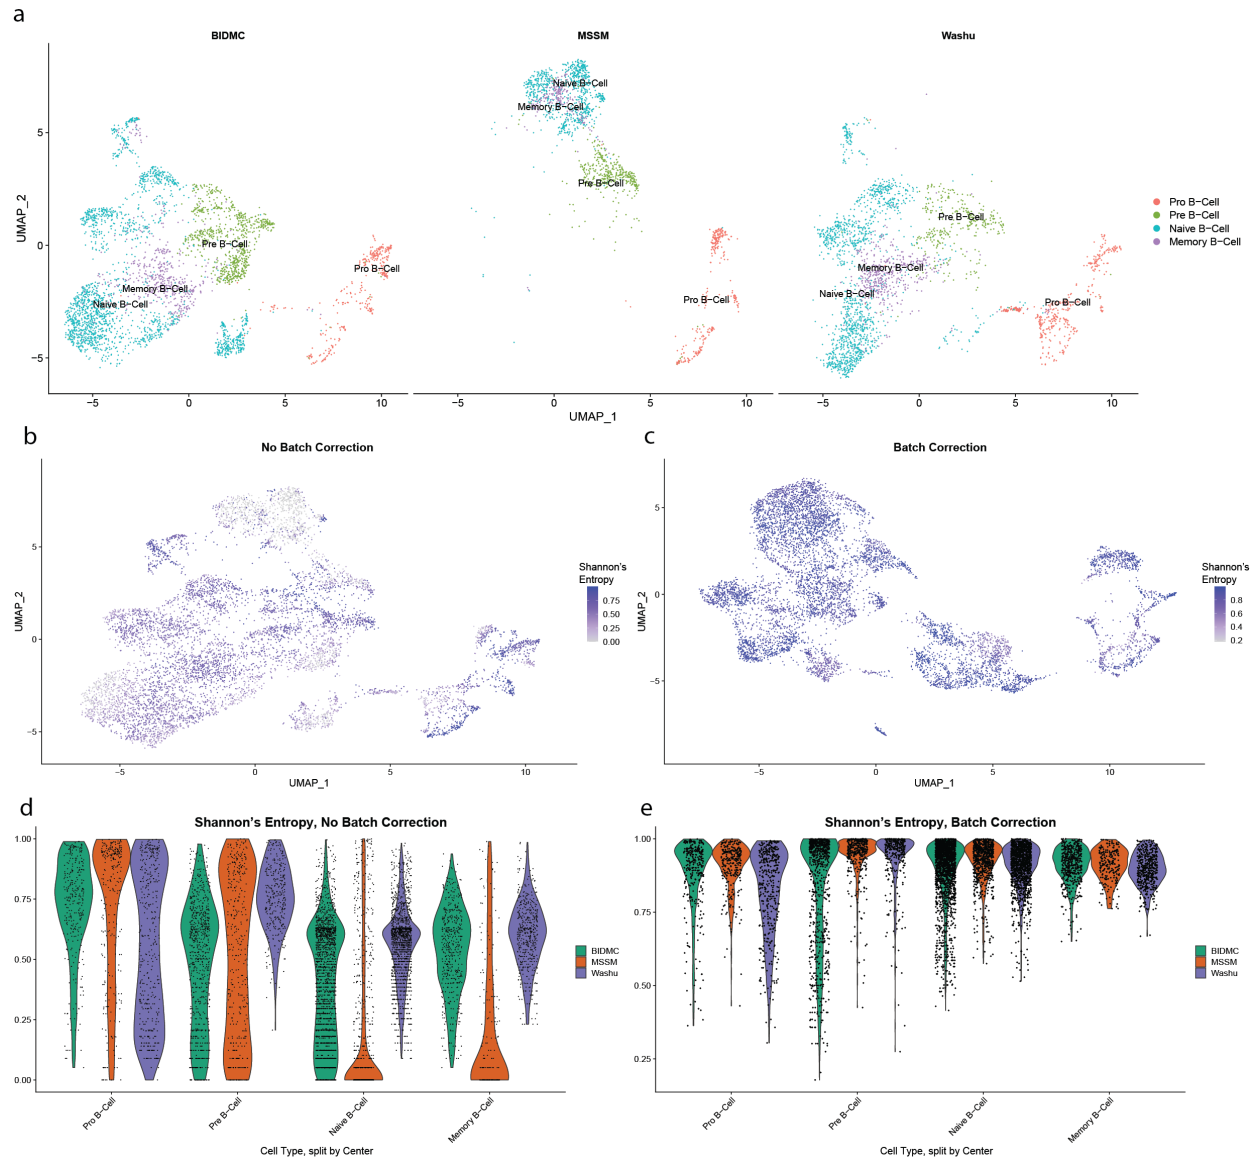 a
BIDMC
MSSM
Washu
Naive B−Cell
Memory B−Cell
Pre B−Cell
Pro B−Cell
Pre B−Cell
Pro B−Cell
Memory B−Cell
Naive B−Cell
Pre B−Cell
Memory B−Cell
Naive B−Cell
Pro B−Cell
Pro B−Cell
Pre B−Cell
Naive B−Cell
Memory B−Cell
UMAP_2
5
0
−5
−5 0 5 10
−5 0 5 10
−5 0 5 10
UMAP_1
b
No Batch Correction
UMAP_2
5
0
−5
−5 0 5 10
UMAP_1
Shannon's
Entropy
0.75
0.50
0.25
0.00
c
Batch Correction
UMAP_2
5
0
−5
−5 0 5 10
UMAP_1
Shannon's
Entropy
0.8
0.6
0.4
0.2
d
Shannon's Entropy, No Batch Correction
1.00
0.75
0.50
0.25
0.00
Pro B−Cell
Pre B−Cell
Naive B−Cell
Memory B−Cell
Cell Type, split by Center
BIDMC
MSSM
Washu
e
Shannon's Entropy, Batch Correction
1.00
0.75
0.50
0.25
Pro B−Cell
Pre B−Cell
Naive B−Cell
Memory B−Cell
Cell Type, split by Center
BIDMC
MSSM
Washu